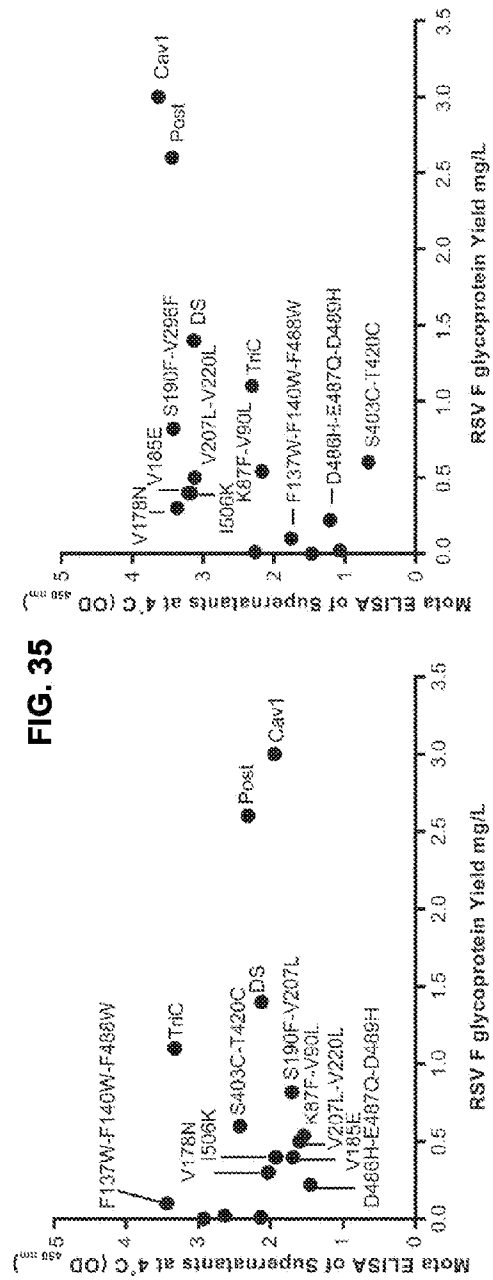 FIG. 35
Mota ELISA of Supernatants at 4°C (OD 450 nm)
5
4
3
2
1
0.0
0.5
1.0
1.5
2.0
2.5
3.0
3.5
RSV F glycoprotein Yield mg/L
F137W-F140W-F488W
TriC
V178N
I506K
S403C-T420C
DS
Post
Cav1
S190F-V207L
K87F-V90L
V207L-V220L
V185E
D486H-E487Q-D489H
Mota ELISA of Supernatants at 4°C (OD 450 nm)
5
4
3
2
1
0
0.0
0.5
1.0
1.5
2.0
2.5
3.0
3.5
RSV F glycoprotein Yield mg/L
V178N
V185E
S190F-V296F
DS
V207L-V220L
I506K
K87F-V90L
TriC
F137W-F140W-F488W
D486H-E487Q-D489H
S403C-T420C
Post
Cav1